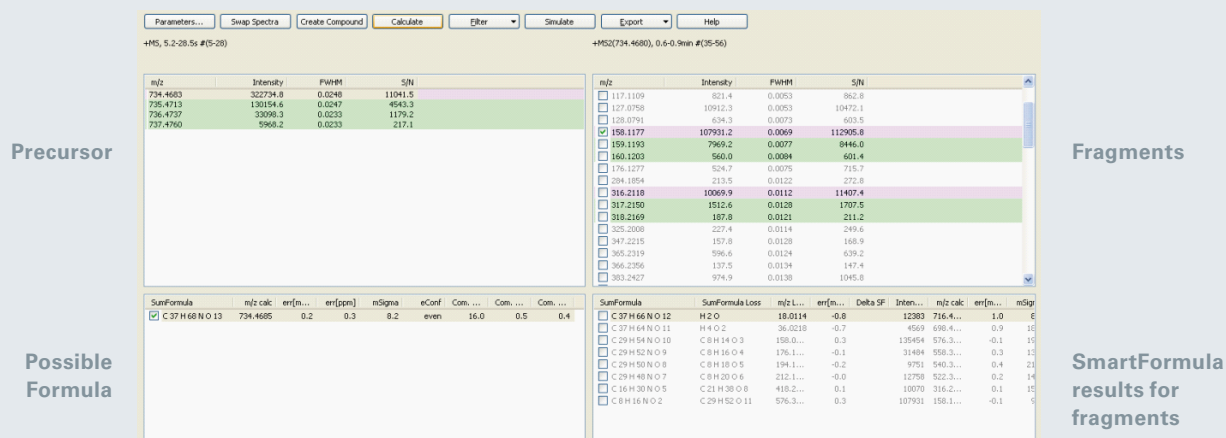 Parameters... Swap Spectra Create Compound Calculate Filter Simulate Export Help
+MS, 5.2-28.5s #(5-28) +MS2(734.4680), 0.6-0.9min #(35-56)
Precursor
m/z Intensity FWHM S/N
734.4683 322734.8 0.0248 11041.5
735.4713 130154.6 0.0247 4543.3
736.4737 33098.3 0.0233 1179.2
737.4760 5968.2 0.0233 217.1
Fragments
m/z Intensity FWHM S/N
117.1109 821.4 0.0053 862.8
127.0758 10912.3 0.0053 10472.1
128.0791 634.3 0.0073 603.5
158.1177 107931.2 0.0069 112905.8
159.1193 7969.2 0.0077 8446.0
160.1203 560.0 0.0084 601.4
176.1277 524.7 0.0075 715.7
284.1854 213.5 0.0122 272.8
316.2118 10069.9 0.0112 11407.4
317.2150 1512.6 0.0128 1707.5
318.2169 187.8 0.0121 211.2
325.2008 227.4 0.0114 249.6
347.2215 157.8 0.0128 168.9
365.2319 596.6 0.0124 639.2
366.2356 137.5 0.0134 147.4
383.2427 974.9 0.0138 1045.8
Possible
Formula
SumFormula m/z calc err[m... err[ppm] mSigma eConf Com. ... Com. ... Com. ...
C 37 H 68 N O 13 734.4685 0.2 0.3 8.2 even 16.0 0.5 0.4
SmartFormula
results for
fragments
SumFormula SumFormula Loss m/z L... err[m... Delta SF Inten... m/z calc err[m... mSigr
C 37 H 66 N O 12 H 2 O 18.0114 -0.8 12383 716.4... 1.0 8
C 37 H 64 N O 11 H 4 O 2 36.0218 -0.7 4569 698.4... 0.9 18
C 29 H 54 N O 10 C 8 H 14 O 3 158.0... 0.3 135454 576.3... -0.1 19
C 29 H 52 N O 9 C 8 H 16 O 4 176.1... -0.1 31484 558.3... 0.3 13
C 29 H 50 N O 8 C 8 H 18 O 5 194.1... -0.2 9751 540.3... 0.4 21
C 29 H 48 N O 7 C 8 H 20 O 6 212.1... -0.0 12758 522.3... 0.2 14
C 16 H 30 N O 5 C 21 H 38 O 8 418.2... 0.1 10070 316.2... 0.1 15
C 8 H 16 N O 2 C 29 H 52 O 11 576.3... 0.3 107931 158.1... -0.1 9